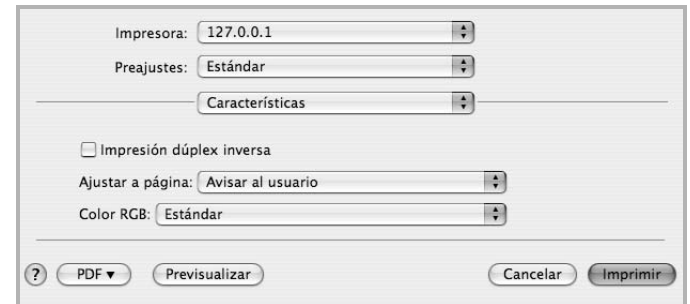 Impresora: 127.0.0.1
Preajustes: Estándar
Características
Impresión dúplex inversa
Ajustar a página: Avisar al usuario
Color RGB: Estándar
? PDF ▼ Previsualizar Cancelar Imprimir